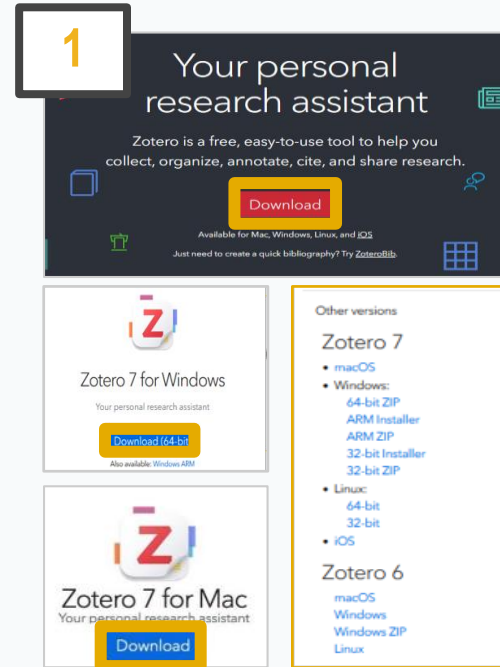 1
Your personal
research assistant
Zotero is a free, easy-to-use tool to help you
collect, organize, annotate, cite, and share research.
Download
Available for Mac, Windows, Linux, and iOS
Just need to create a quick bibliography? Try ZoteroBib.
Z
Zotero 7 for Windows
Your personal research assistant
Download (64-bit
Also available: Windows ARM
Z
Zotero 7 for Mac
Your personal research assistant
Download
Other versions
Zotero 7
• macOS
• Windows:
64-bit ZIP
ARM Installer
ARM ZIP
32-bit Installer
32-bit ZIP
• Linux:
64-bit
32-bit
• iOS
Zotero 6
macOS
Windows
Windows ZIP
Linux